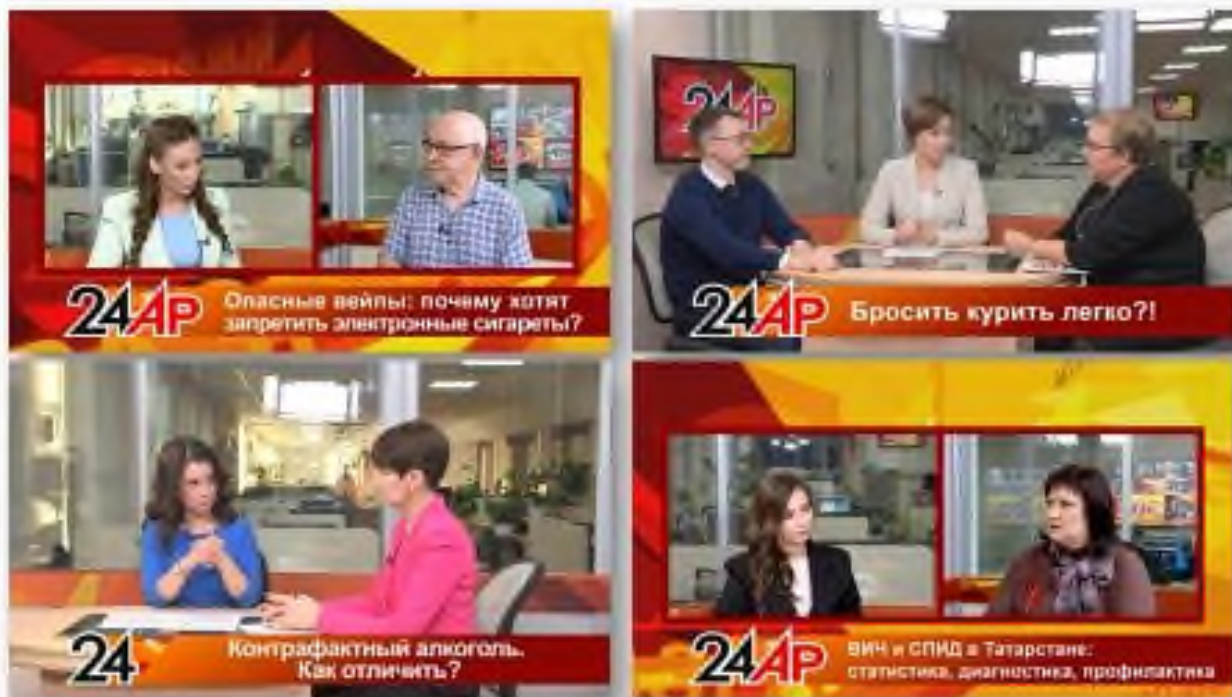 24АР
Опасные вейпы: почему хотят
запретить электронные сигареты?
24АР
24АР
Бросить курить легко?!
24
Контрафактный алкоголь.
Как отличить?
24АР
ВИЧ и СПИД в Татарстане:
статистика, диагностика, профилактика